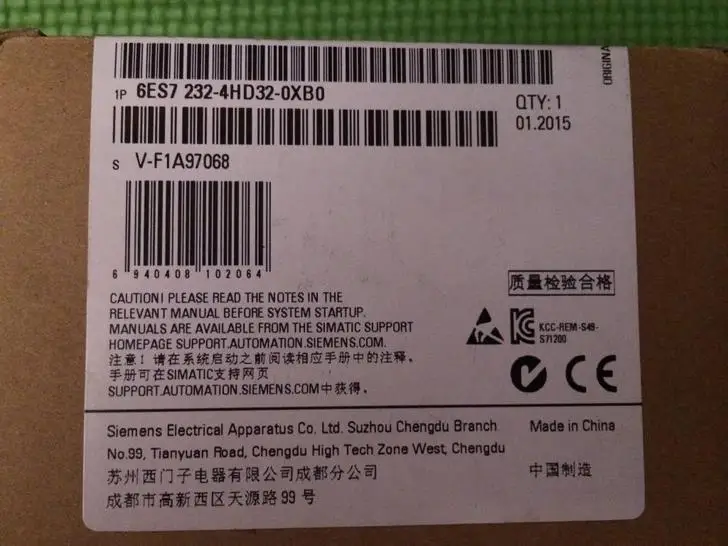 1P 6ES7 232-4HD32-0XB0
QTY: 1
01.2015
ORIGINA
S V-F1A97068
6 940408 102064
质量检验合格
CAUTION! PLEASE READ THE NOTES IN THE
RELEVANT MANUAL BEFORE SYSTEM STARTUP.
MANUALS ARE AVAILABLE FROM THE SIMATIC SUPPORT
HOMEPAGE SUPPORT.AUTOMATION.SIEMENS.COM.
注意！请在系统启动之前阅读相应手册中的注释。
手册可在SIMATIC支持网页
SUPPORT.AUTOMATION.SIEMENS.COM中获得。
KCC-REM-S49-
S71200
CE
Siemens Electrical Apparatus Co. Ltd. Suzhou Chengdu Branch
Made in China
No.99, Tianyuan Road, Chengdu High Tech Zone West, Chengdu
苏州西门子电器有限公司成都分公司
中国制造
成都市高新西区天源路 99 号